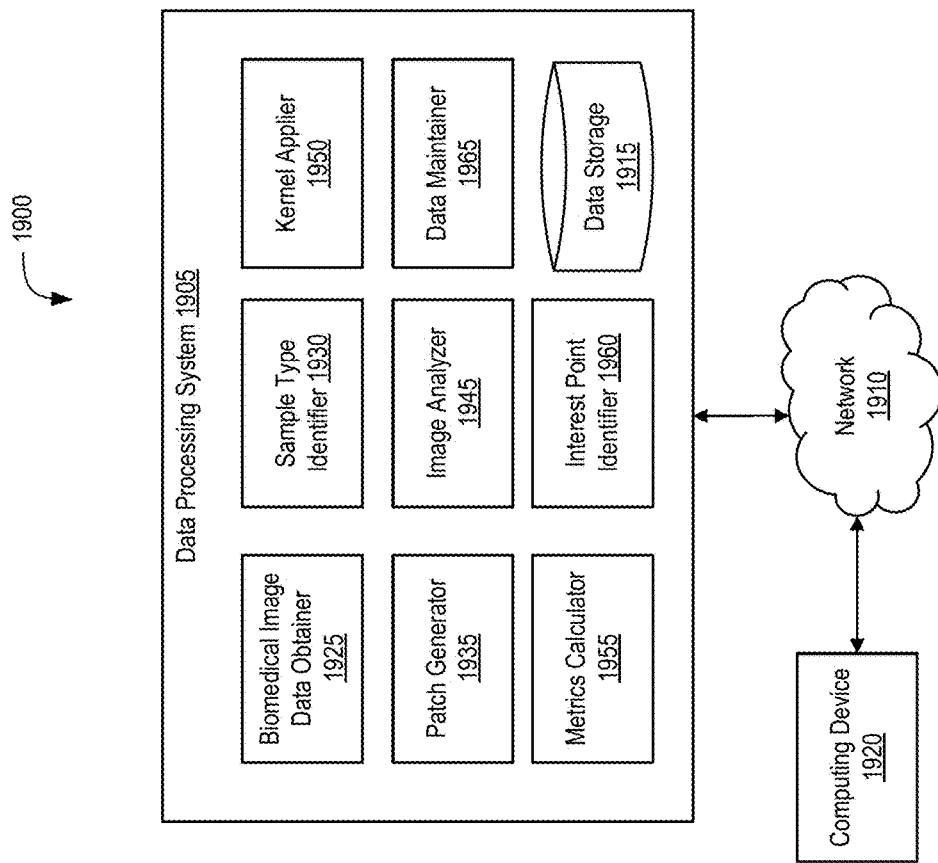 1900
Data Processing System 1905
Biomedical Image
Data Obtainer
1925
Sample Type
Identifier 1930
Kernel Applier
1950
Patch Generator
1935
Image Analyzer
1945
Data Maintainer
1965
Metrics Calculator
1955
Interest Point
Identifier 1960
Data Storage
1915
Network
1910
Computing Device
1920